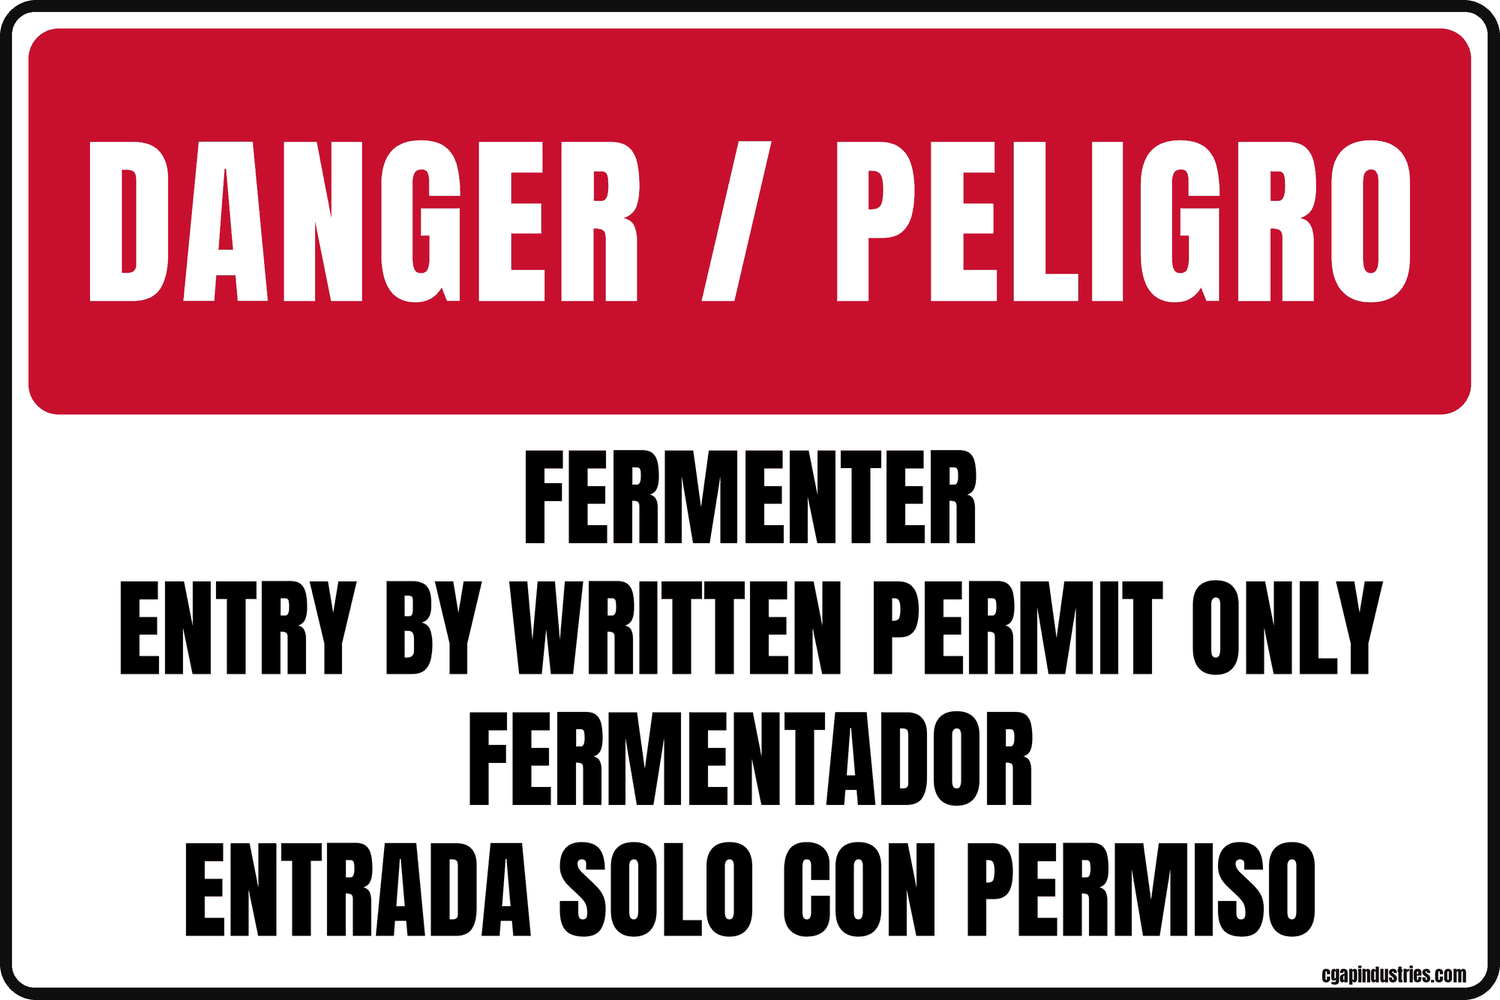 DANGER / PELIGRO
FERMENTER
ENTRY BY WRITTEN PERMIT ONLY
FERMENTADOR
ENTRADA SOLO CON PERMISO
cgapindustries.com